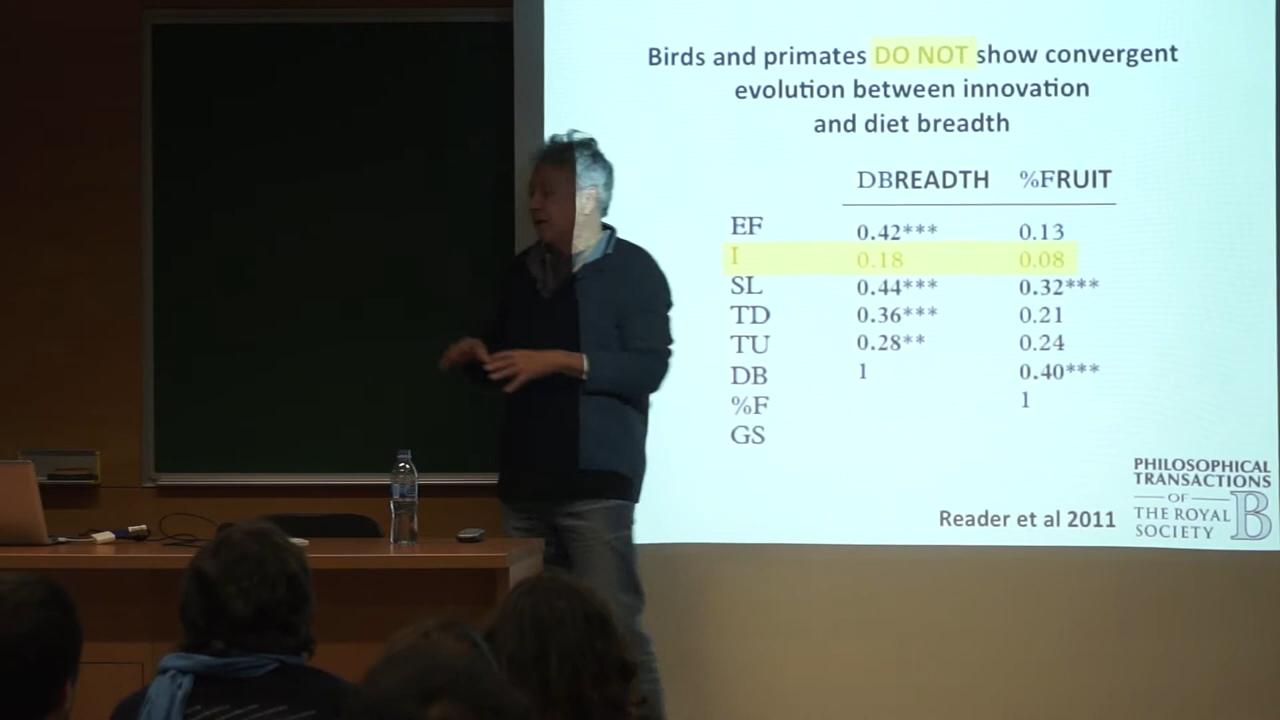 Birds and primates DO NOT show convergent
evolution between innovation
and diet breadth
DBREADTH %FRUIT
EF 0.42*** 0.13
I 0.18 0.08
SL 0.44*** 0.32***
TD 0.36*** 0.21
TU 0.28** 0.24
DB 1 0.40***
%F 1
GS
Reader et al 2011
PHILOSOPHICAL
TRANSACTIONS
OF
THE ROYAL
SOCIETY
B